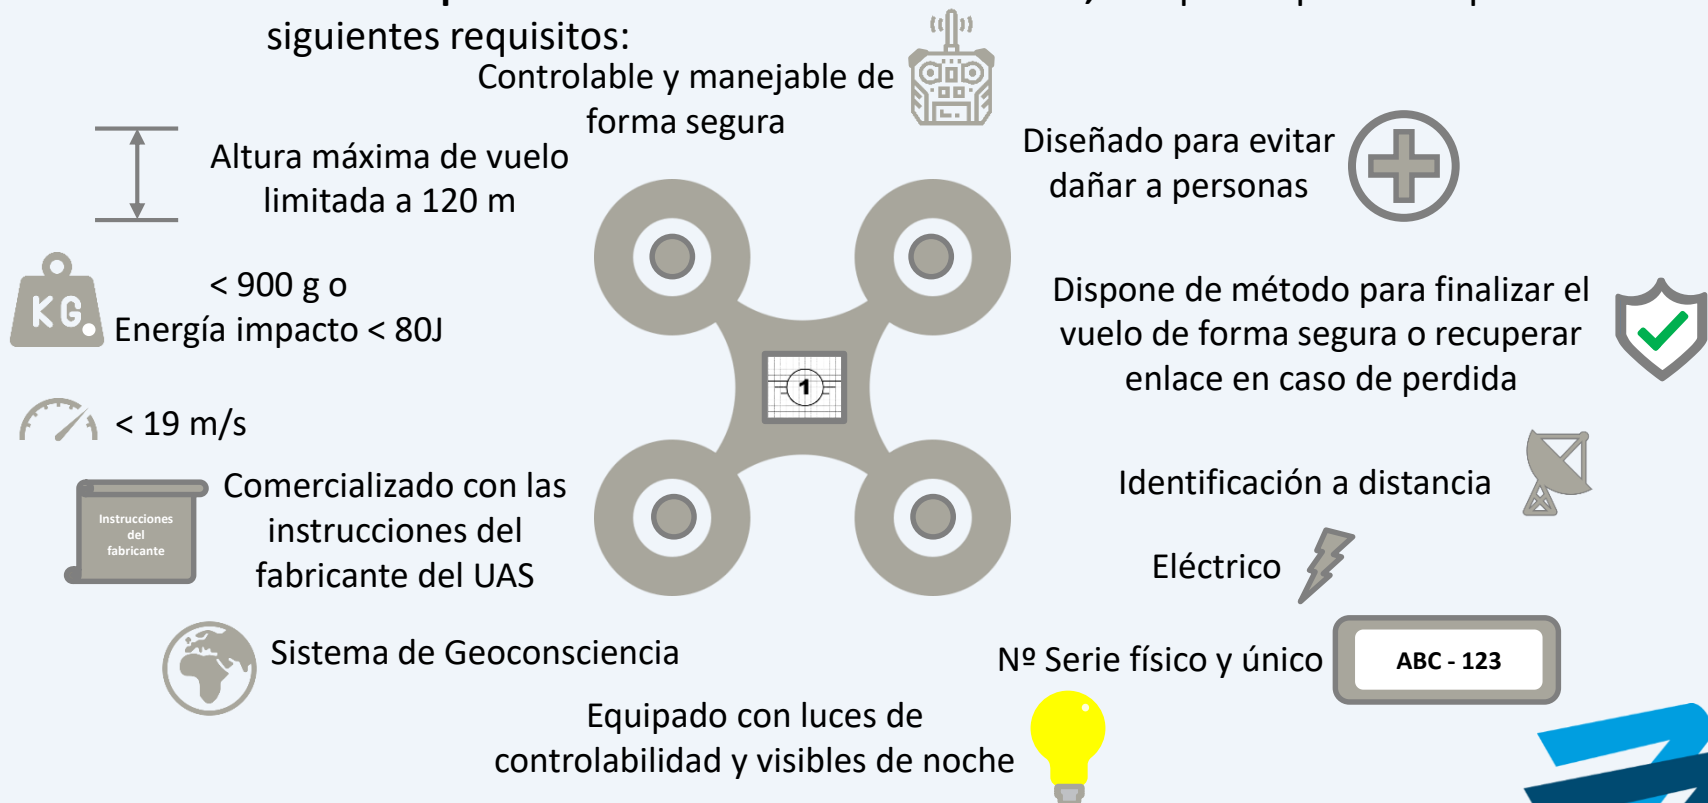 siguientes requisitos:
Controlable y manejable de
forma segura
Altura máxima de vuelo
limitada a 120 m
Diseñado para evitar
dañar a personas
KG
< 900 g o
Energía impacto < 80J
Dispone de método para finalizar el
vuelo de forma segura o recuperar
enlace en caso de perdida
1
< 19 m/s
Instrucciones
del
fabricante
Comercializado con las
instrucciones del
fabricante del UAS
Identificación a distancia
Eléctrico
Sistema de Geoconsciencia
Nº Serie físico y único
ABC - 123
Equipado con luces de
controlabilidad y visibles de noche